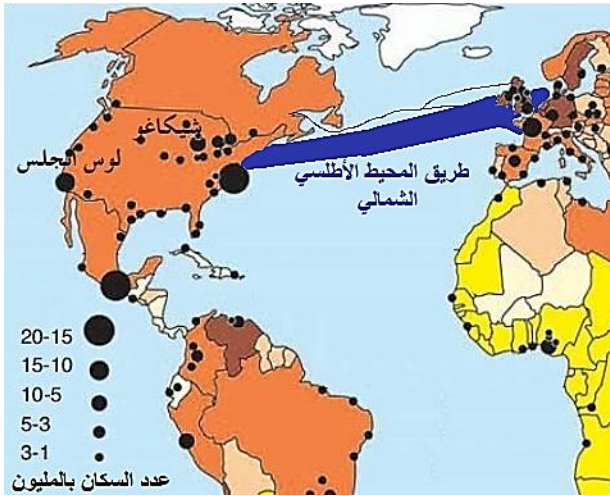 شيكاغو
لوس انجلس
طريق المحيط الأطلسي
الشمالي
20-15
15-10
10-5
5-3
3-1
عدد السكان بالمليون